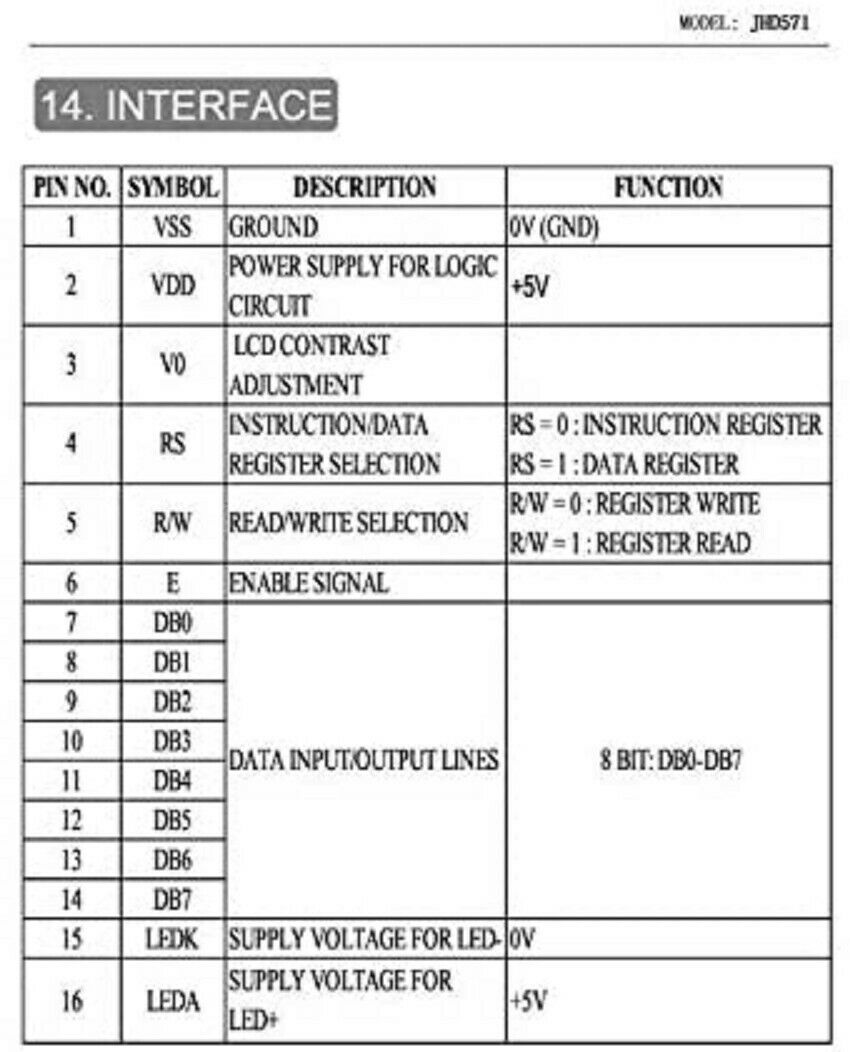 MODEL: JHD571
14. INTERFACE
PIN NO. SYMBOL DESCRIPTION FUNCTION
1 VSS GROUND 0V (GND)
2 VDD POWER SUPPLY FOR LOGIC CIRCUIT +5V
3 V0 LCD CONTRAST ADJUSTMENT
4 RS INSTRUCTION/DATA REGISTER SELECTION RS = 0 : INSTRUCTION REGISTER RS = 1 : DATA REGISTER
5 R/W READ/WRITE SELECTION R/W = 0 : REGISTER WRITE R/W = 1 : REGISTER READ
6 E ENABLE SIGNAL
7 DB0
8 DB1
9 DB2
10 DB3
DATA INPUT/OUTPUT LINES 8 BIT: DB0-DB7
11 DB4
12 DB5
13 DB6
14 DB7
15 LEDK SUPPLY VOLTAGE FOR LED- 0V
16 LEDA SUPPLY VOLTAGE FOR LED+ +5V